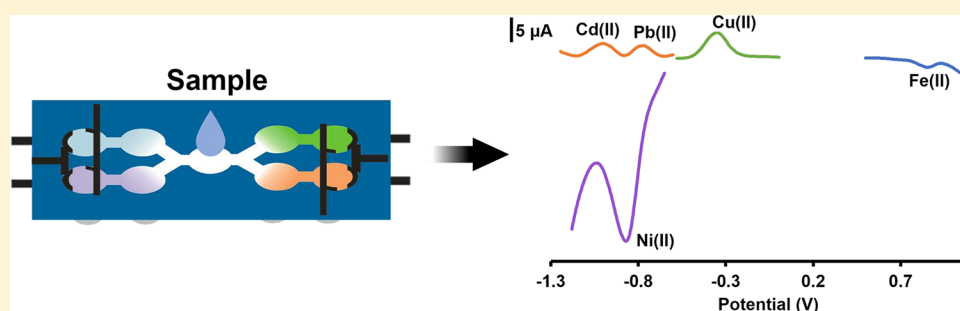 Sample
5 µA
Cd(II)
Pb(II)
Cu(II)
Fe(II)
Ni(II)
-1.3
-0.8
-0.3
0.2
0.7
Potential (V)